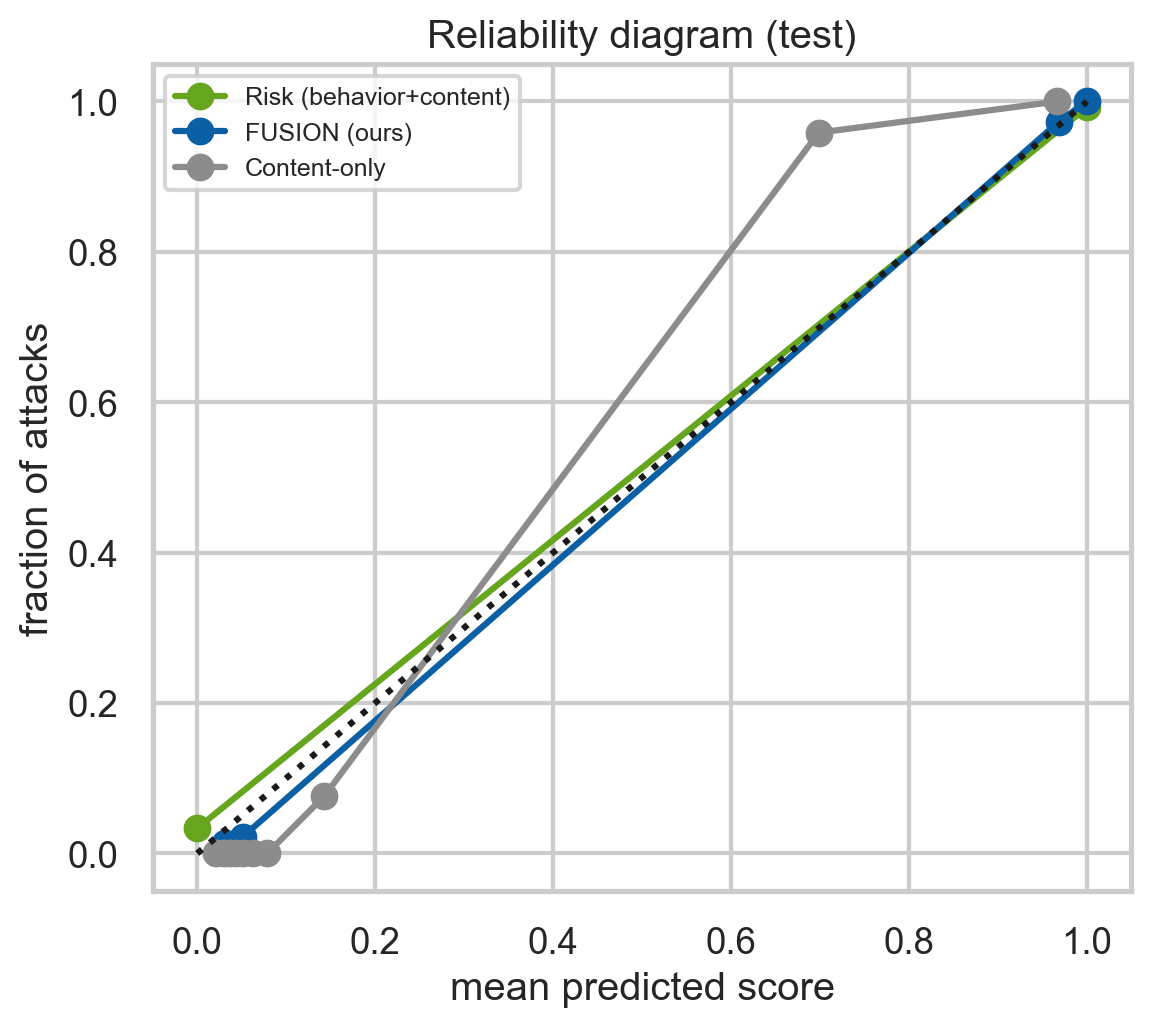 Reliability diagram (test)
Risk (behavior+content)
FUSION (ours)
Content-only
1.0
0.8
0.6
0.4
0.2
0.0
fraction of attacks
0.0 0.2 0.4 0.6 0.8 1.0
mean predicted score